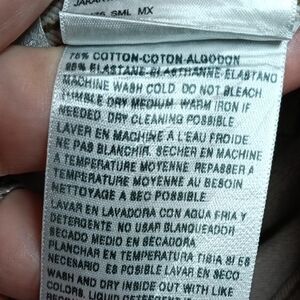 SML MX
75% COTTON-COTON-ALGODON
25% ELASTANE-ELASTHANNE-ELASTANO
MACHINE WASH COLD. DO NOT BLEACH
TUMBLE DRY MEDIUM. WARM IRON IF
NEEDED. DRY CLEANING POSSIBLE
LAVER EN MACHINE A L'EAU FROIDE
NE PAS BLANCHIR. SECHER EN MACHINE
A TEMPERATURE MOYENNE. REPASSER A
TEMPERATURE MOYENNE AU BESOIN
NETTOYAGE A SEC POSSIBLE.
LAVAR EN LAVADORA CON AGUA FRIA Y
DETERGENTE NO USAR BLANQUEADOR
SECADO MEDIO EN SECADORA
PLANCHAR EN TEMPERATURA TIBIA SI ES
NECESARIO ES POSIBLE LAVAR EN SECO.
WASH AND DRY INSIDE OUT WITH LIKE
COLORS. LIQUID